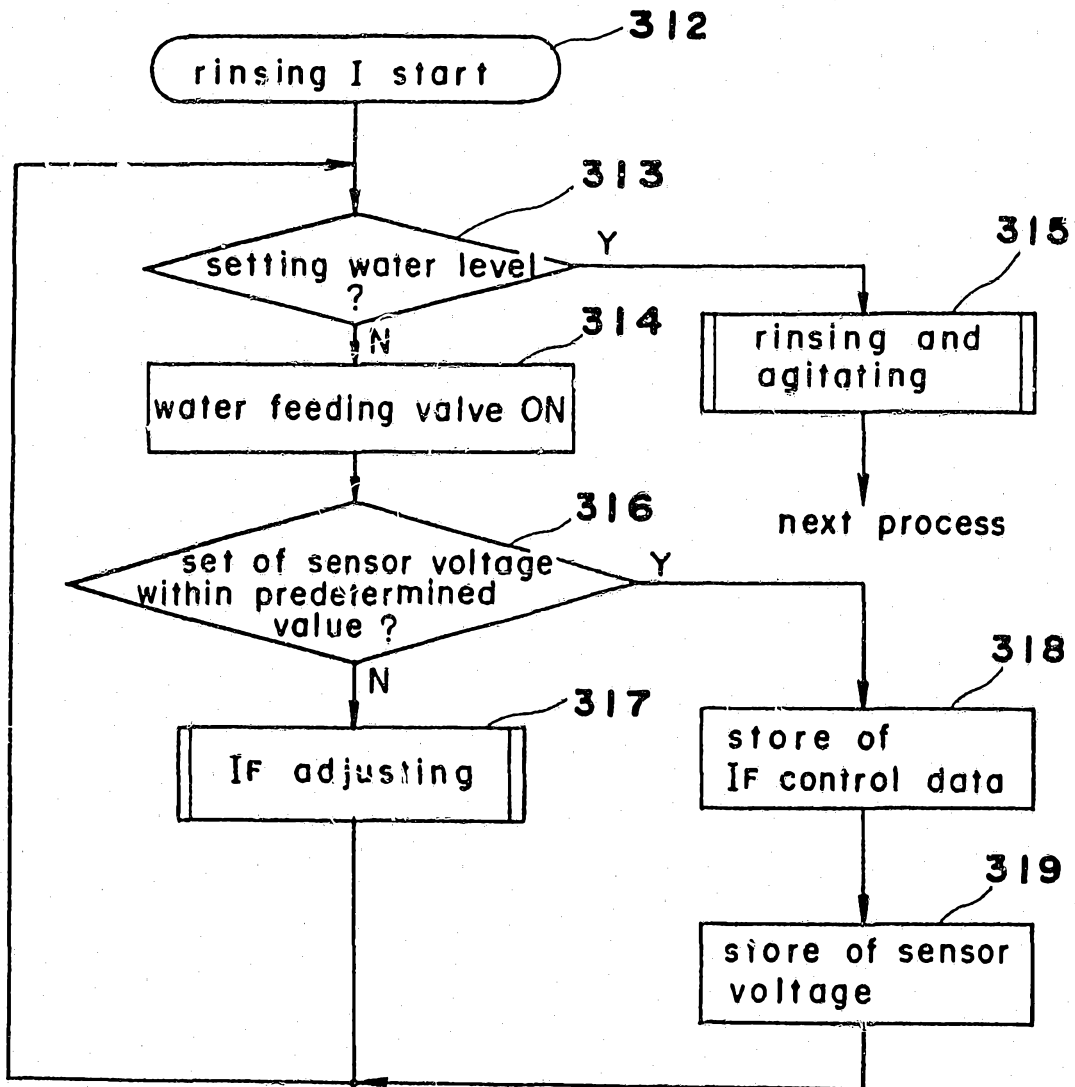 312
rinsing I start
313
setting water level
?
Y
N
314
water feeding valve ON
315
rinsing and
agitating
next process
316
set of sensor voltage
within predetermined
value ?
Y
N
317
IF adjusting
318
store of
IF control data
319
store of sensor
voltage